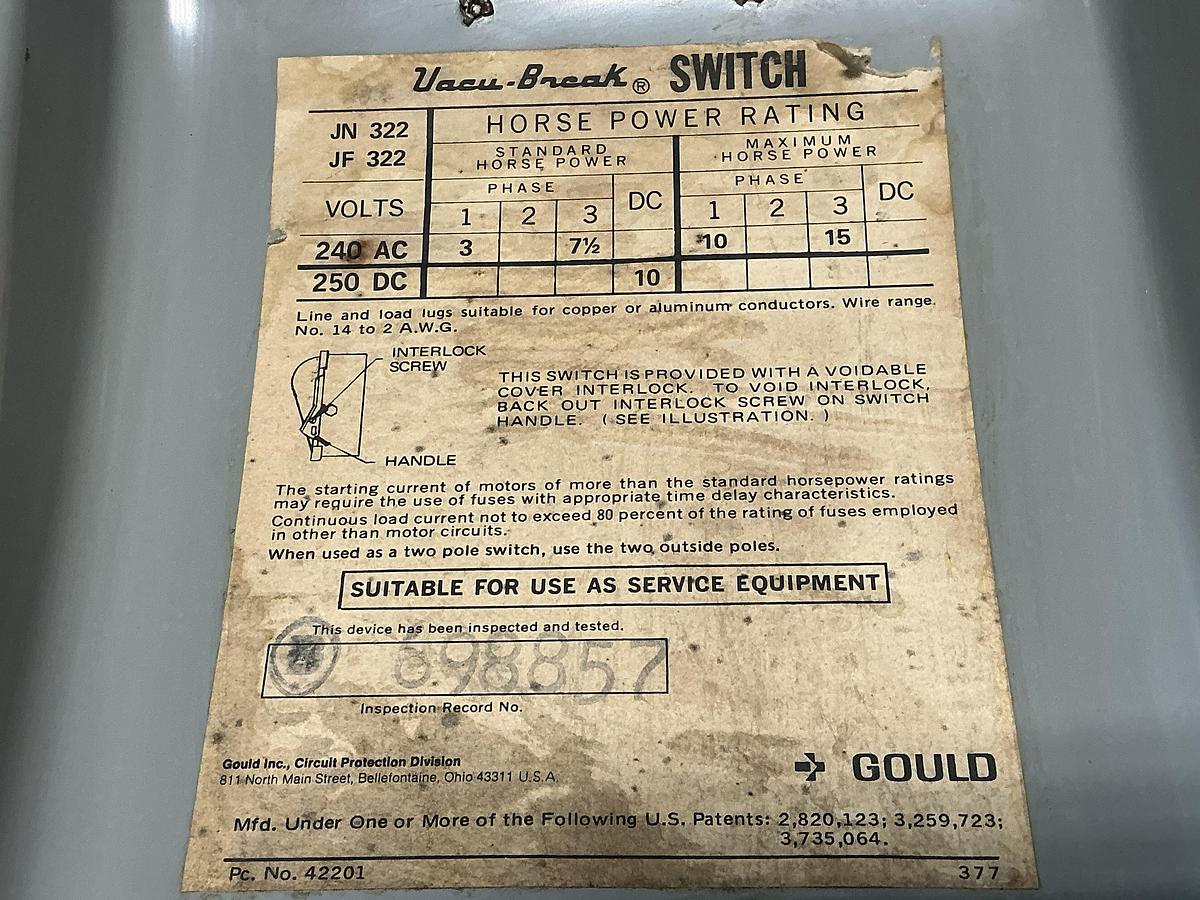 Vacu-Break® SWITCH
JN 322
JF 322
HORSE POWER RATING
STANDARD
HORSE POWER
MAXIMUM
HORSE POWER
VOLTS
PHASE
DC
PHASE
DC
1 2 3 1 2 3
240 AC 3 7½ 10 15
250 DC 10
Line and load lugs suitable for copper or aluminum conductors. Wire range.
No. 14 to 2 A.W.G.
INTERLOCK
SCREW
HANDLE
THIS SWITCH IS PROVIDED WITH A VOIDABLE
COVER INTERLOCK. TO VOID INTERLOCK,
BACK OUT INTERLOCK SCREW ON SWITCH
HANDLE. (SEE ILLUSTRATION.)
The starting current of motors of more than the standard horsepower ratings
may require the use of fuses with appropriate time delay characteristics.
Continuous load current not to exceed 80 percent of the rating of fuses employed
in other than motor circuits.
When used as a two pole switch, use the two outside poles.
SUITABLE FOR USE AS SERVICE EQUIPMENT
This device has been inspected and tested.
698857
Inspection Record No.
Gould Inc., Circuit Protection Division
811 North Main Street, Bellefontaine, Ohio 43311 U.S.A.
GOULD
Mfd. Under One or More of the Following U.S. Patents: 2,820,123; 3,259,723;
3,735,064.
Pc. No. 42201 377